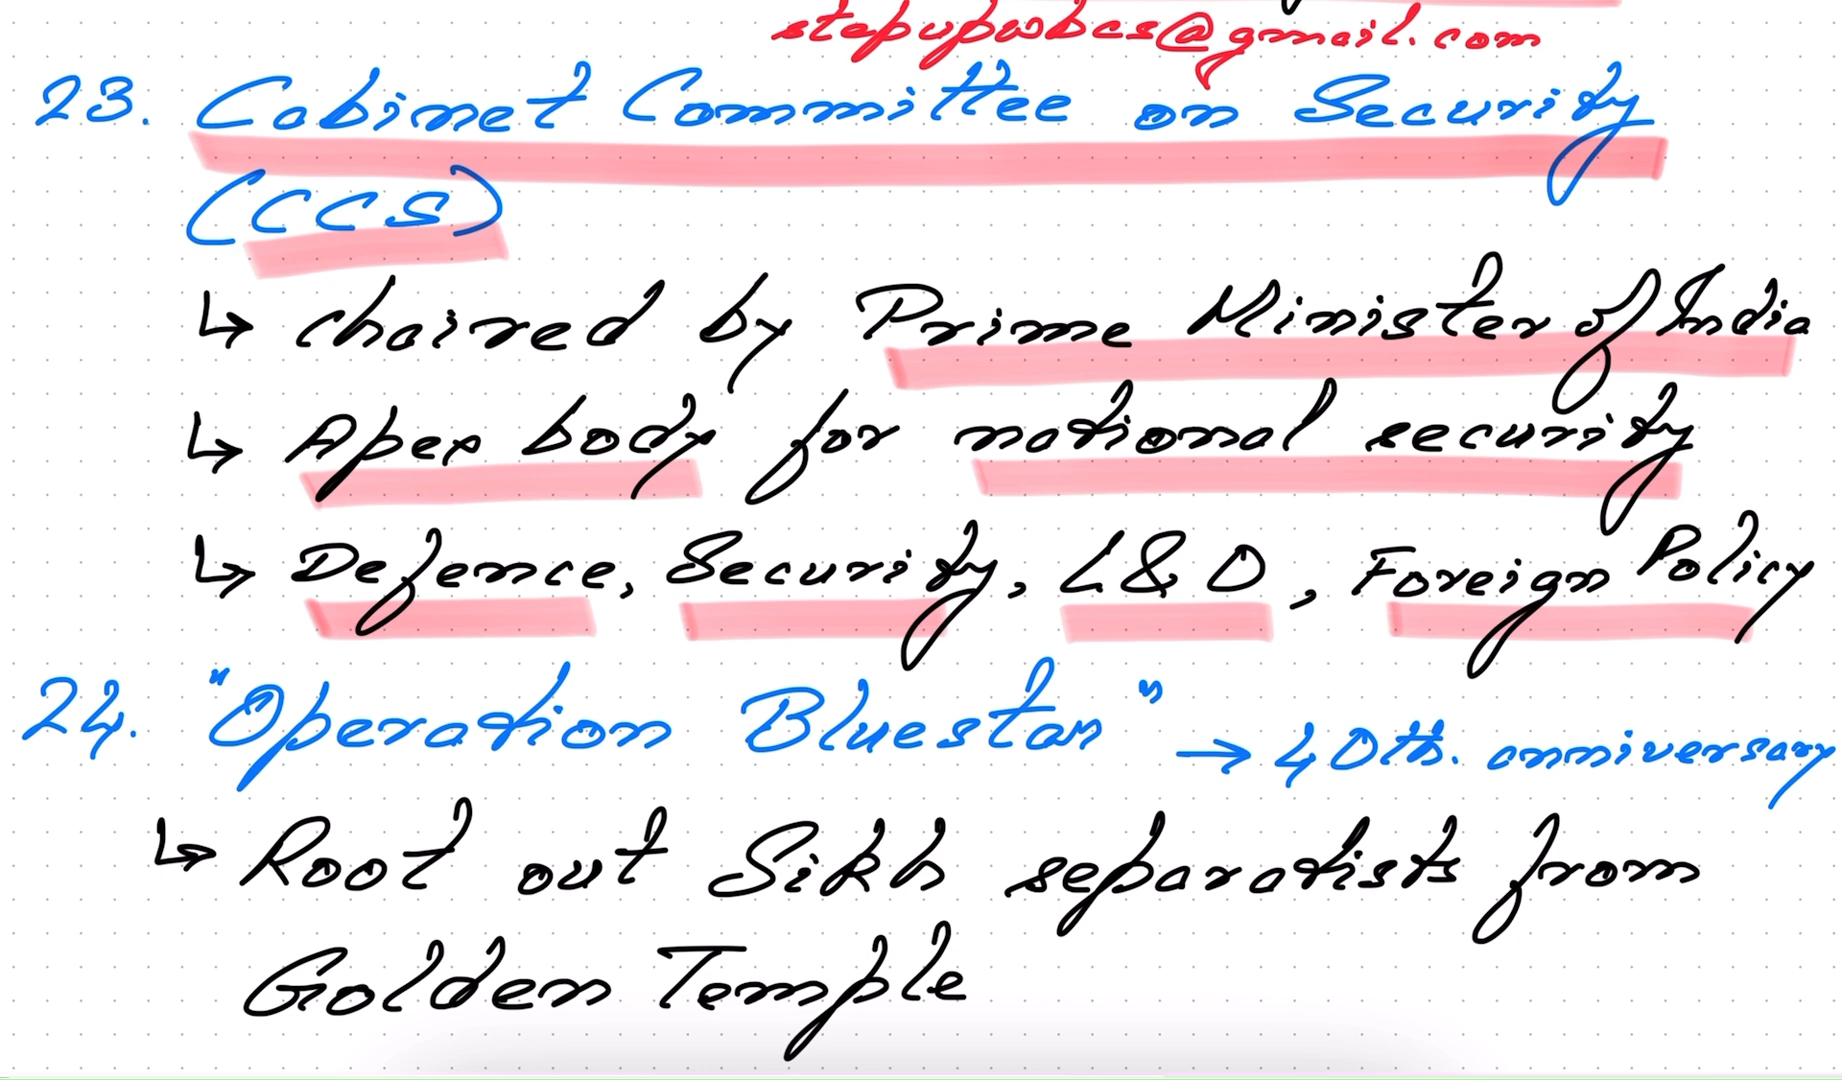 stepupwbcs@gmail.com
23. Cabinet Committee on Security
(CCS)
↳ chaired by Prime Minister of India
↳ Apex body for national security
↳ Defence, Security, L&O, Foreign Policy
24. "Operation Bluestar" → 40th. anniversary
↳ Root out Sikh separatists from
Golden Temple